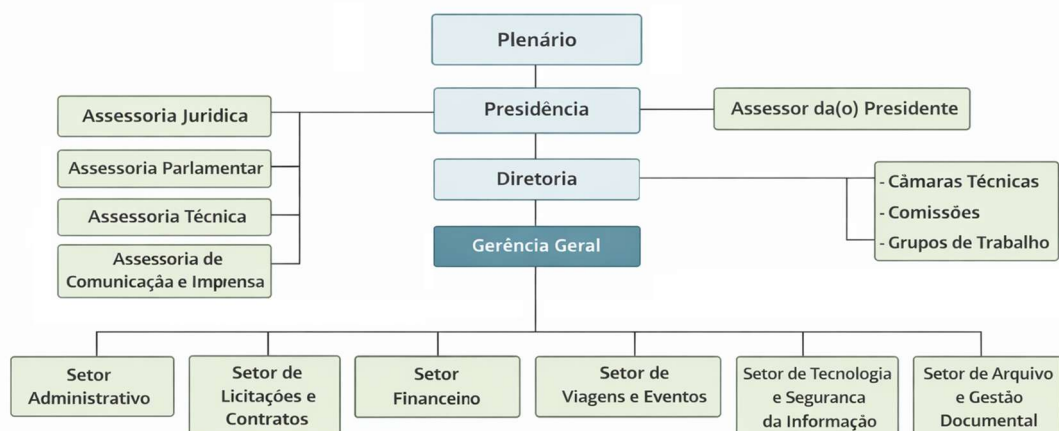 Plenário
Presidência
Assessor da(o) Presidente
Assessoria Juridica
Assessoria Parlamentar
Assessoria Técnica
Assessoria de
Comunicaçâa e Imprensa
Diretoria
- Câmaras Técnicas
- Comissões
- Grupos de Trabalho
Gerência Geral
Setor
Administrativo
Setor de
Licitações e
Contratos
Setor
Financeino
Setor de
Viagens e Eventos
Setor de Tecnologia
e Seguranca
da Informação
Setor de Arquivo
e Gestão
Documental